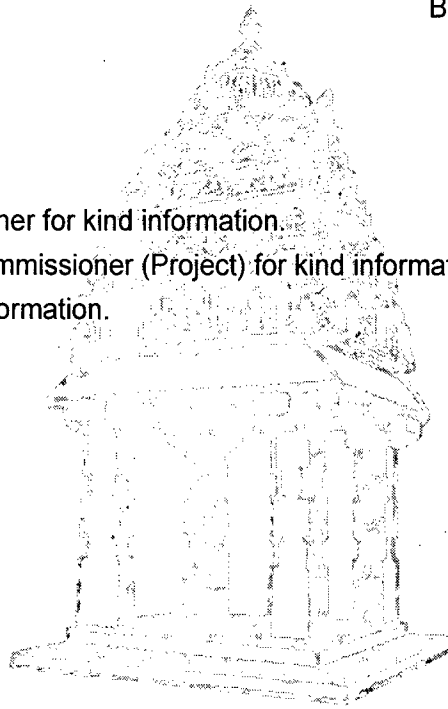 B
ner for kind information.
mmissioner (Project) for kind informat
ormation.